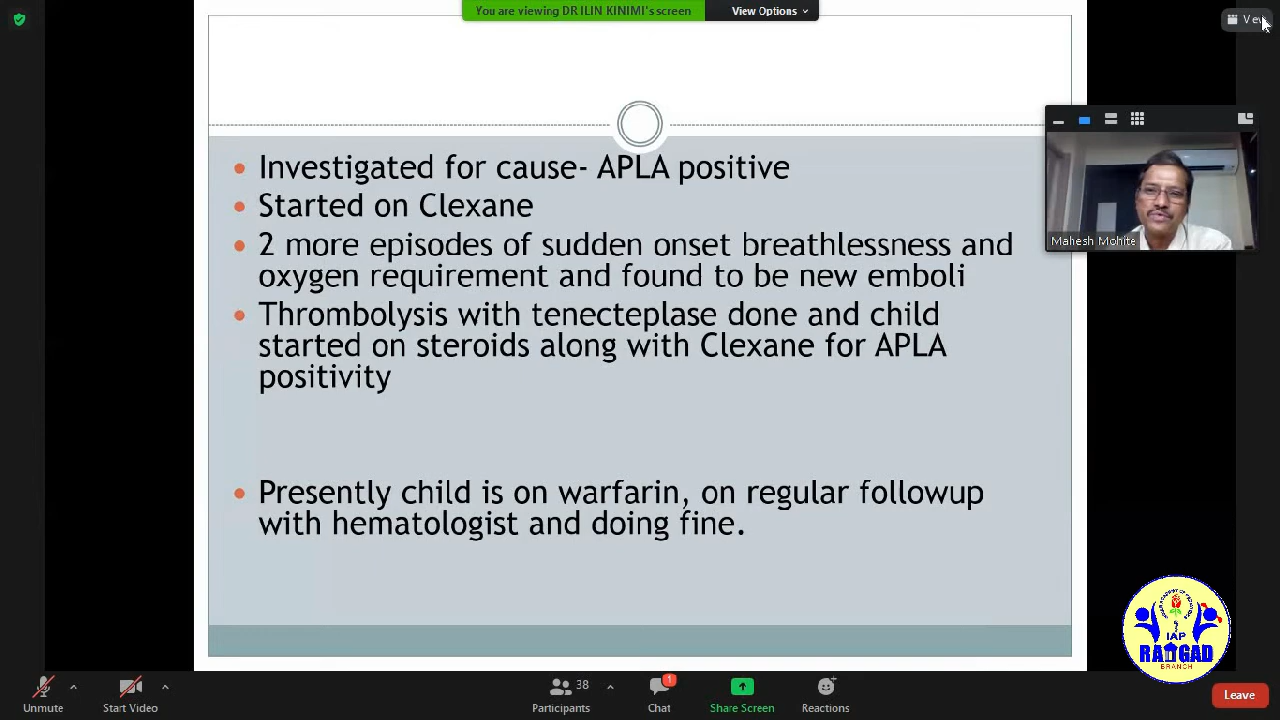 You are viewing DR ILIN KINIMI's screen
View Options
Investigated for cause- APLA positive
Started on Clexane
2 more episodes of sudden onset breathlessness and
oxygen requirement and found to be new emboli
Thrombolysis with tenecteplase done and child
started on steroids along with Clexane for APLA
positivity
Presently child is on warfarin, on regular followup
with hematologist and doing fine.
Mahesh Mohite
IAP
RAIGAD
BRANCH
Unmute
Start Video
38
Participants
1
Chat
Share Screen
Reactions
Leave